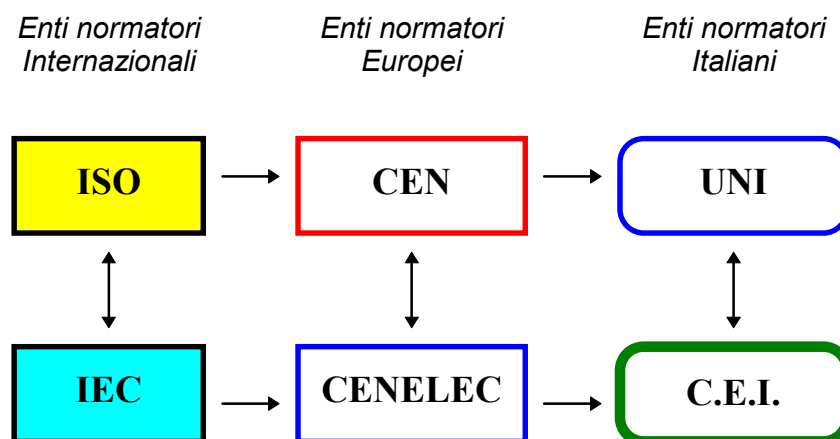 Enti normatori
Internazionali
Enti normatori
Europei
Enti normatori
Italiani
ISO
CEN
UNI
IEC
CENELEC
C.E.I.